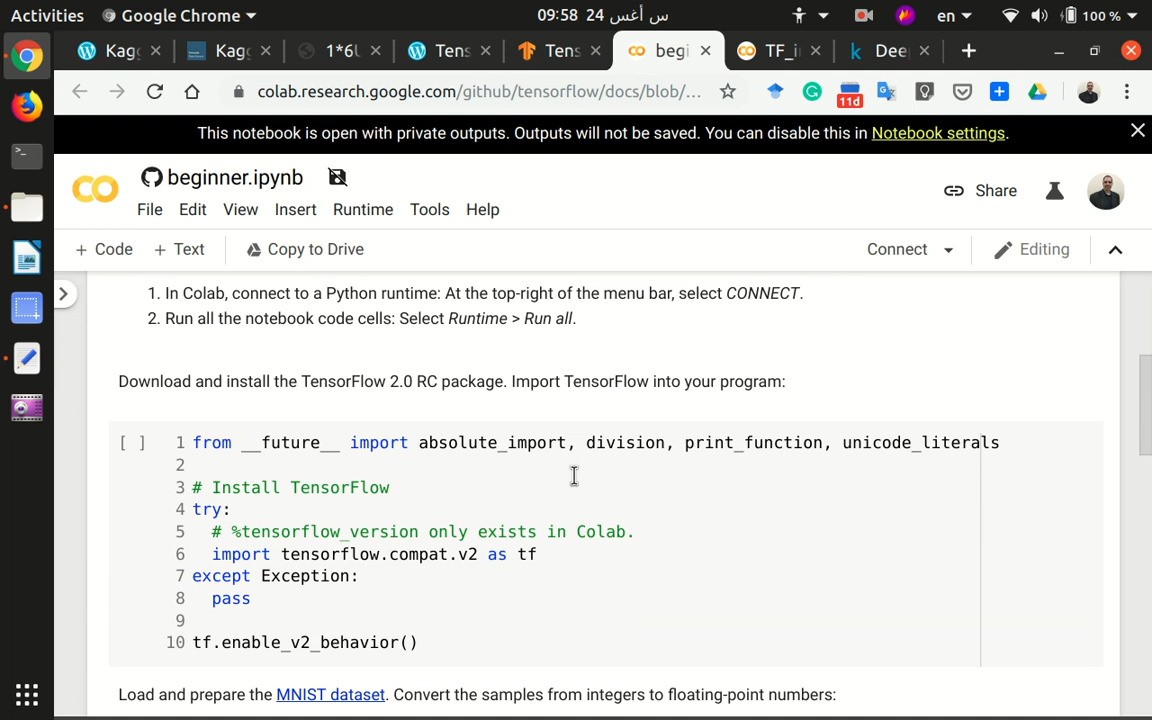 Activities Google Chrome 09:58 24 س أغس en 100 %
Kagg Kagg 1*6U Tens Tens begi TF_i Dee
colab.research.google.com/github/tensorflow/docs/blob/... 11d
This notebook is open with private outputs. Outputs will not be saved. You can disable this in Notebook settings.
beginner.ipynb
Share
File Edit View Insert Runtime Tools Help
+ Code + Text Copy to Drive Connect Editing
1. In Colab, connect to a Python runtime: At the top-right of the menu bar, select CONNECT.
2. Run all the notebook code cells: Select Runtime > Run all.
Download and install the TensorFlow 2.0 RC package. Import TensorFlow into your program:
[ ] 1 from __future__ import absolute_import, division, print_function, unicode_literals
2
3 # Install TensorFlow
4 try:
5 # %tensorflow_version only exists in Colab.
6 import tensorflow.compat.v2 as tf
7 except Exception:
8 pass
9
10 tf.enable_v2_behavior()
Load and prepare the MNIST dataset. Convert the samples from integers to floating-point numbers: